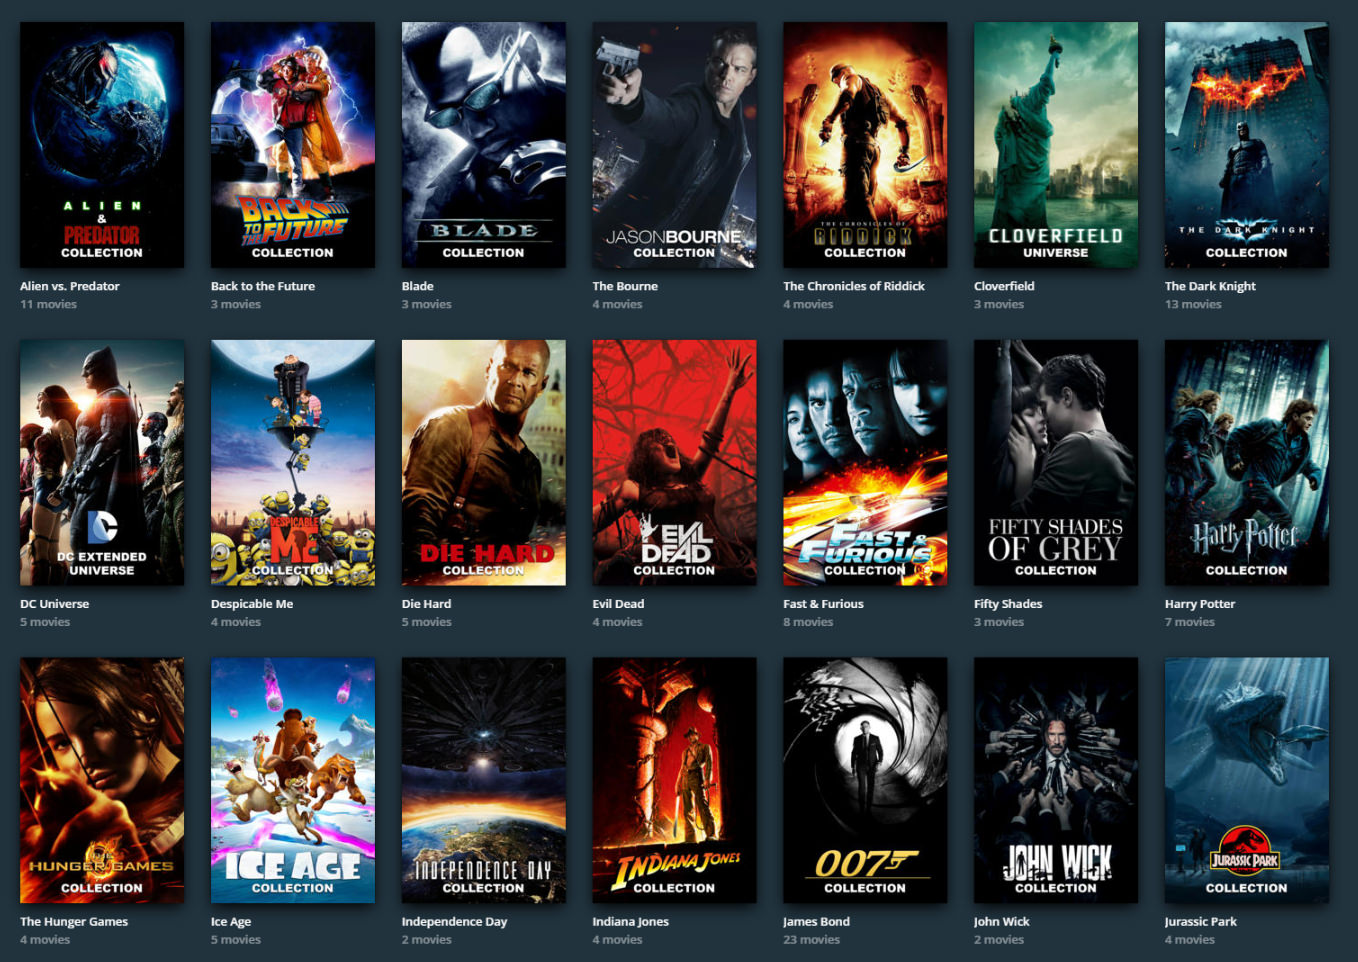 ALIEN
&
PREDATOR
COLLECTION
Alien vs. Predator
11 movies
BACK
TO
THE FUTURE
COLLECTION
Back to the Future
3 movies
BLADE
COLLECTION
Blade
3 movies
JASON BOURNE
COLLECTION
The Bourne
4 movies
THE CHRONICLES OF
RIDDICK
COLLECTION
The Chronicles of Riddick
4 movies
CLOVERFIELD
UNIVERSE
Cloverfield
3 movies
THE DARK KNIGHT
COLLECTION
The Dark Knight
13 movies
DC
DC EXTENDED
UNIVERSE
DC Universe
5 movies
DESPICABLE
ME
COLLECTION
Despicable Me
4 movies
DIE HARD
COLLECTION
Die Hard
5 movies
EVIL
DEAD
COLLECTION
Evil Dead
4 movies
FAST &
FURIOUS
COLLECTION
Fast & Furious
8 movies
FIFTY SHADES
OF GREY
COLLECTION
Fifty Shades
3 movies
Harry Potter
COLLECTION
Harry Potter
7 movies
THE
HUNGER GAMES
COLLECTION
The Hunger Games
4 movies
ICE AGE
COLLECTION
Ice Age
5 movies
INDEPENDENCE DAY
COLLECTION
Independence Day
2 movies
INDIANA JONES
COLLECTION
Indiana Jones
4 movies
007
COLLECTION
James Bond
23 movies
JOHN WICK
COLLECTION
John Wick
2 movies
JURASSIC PARK
COLLECTION
Jurassic Park
4 movies